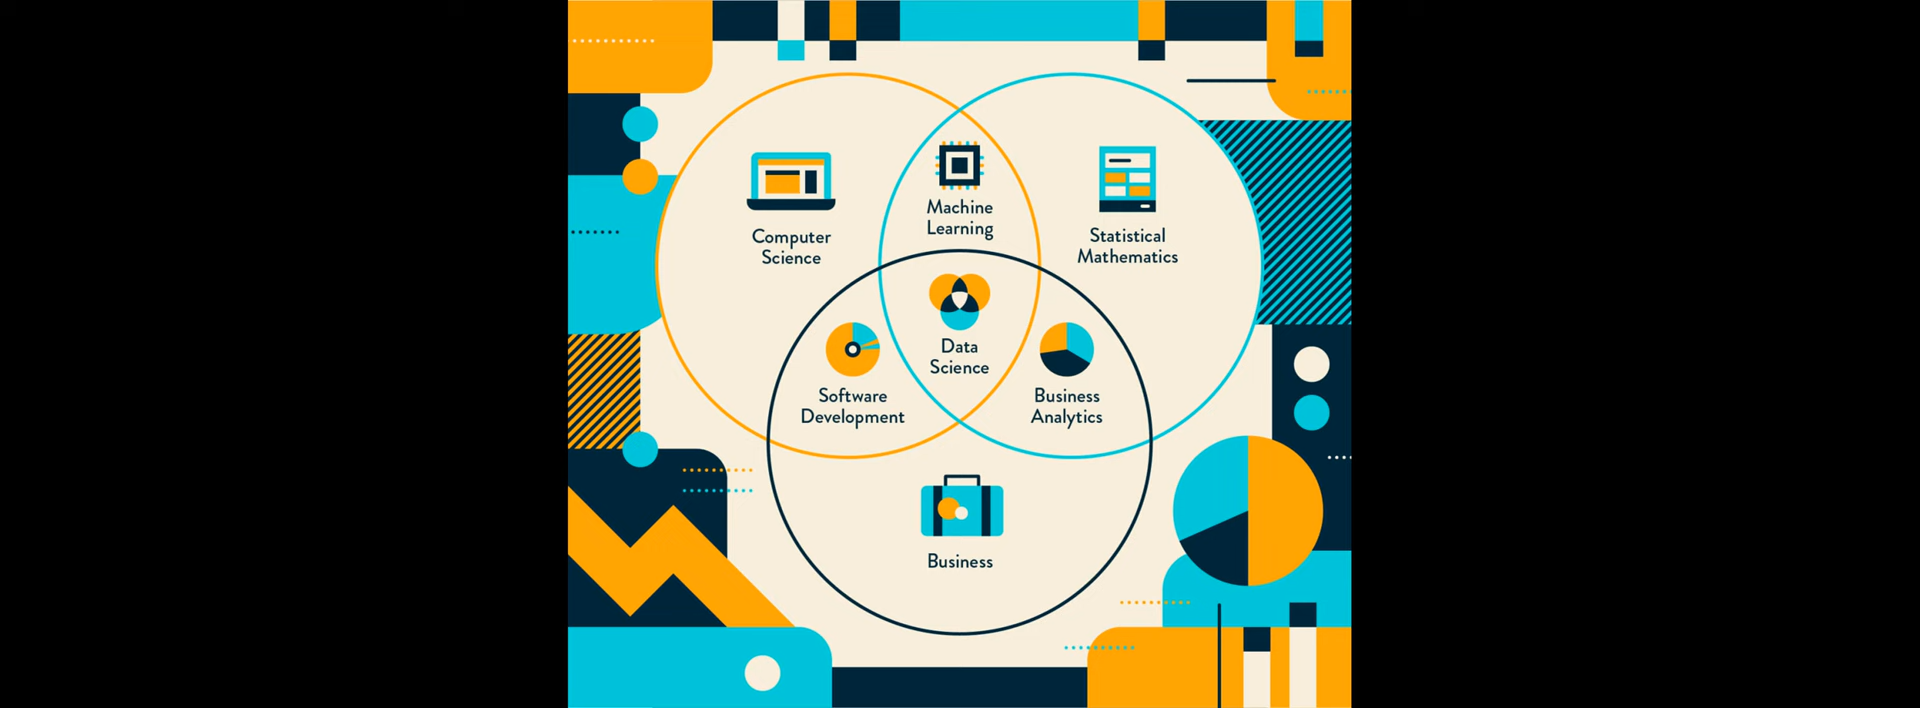 Machine
Learning
Computer
Science
Statistical
Mathematics
Data
Science
Software
Development
Business
Analytics
Business